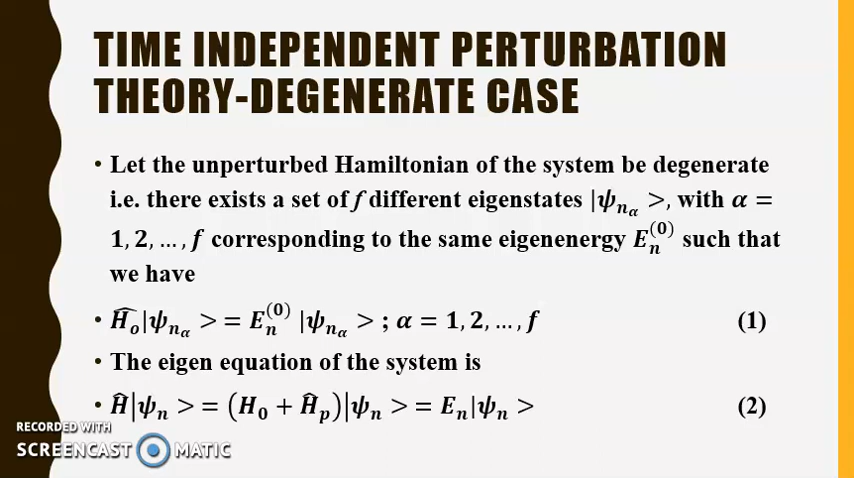 TIME INDEPENDENT PERTURBATION
THEORY-DEGENERATE CASE
• Let the unperturbed Hamiltonian of the system be degenerate
i.e. there exists a set of f different eigenstates |ψ_{n_α} >, with α =
1, 2, …, f corresponding to the same eigenenergy E_n^{(0)} such that
we have
• Ĥ_o|ψ_{n_α} > = E_n^{(0)} |ψ_{n_α} > ; α = 1, 2, …, f (1)
• The eigen equation of the system is
• Ĥ|ψ_n > = (H_0 + Ĥ_p)|ψ_n > = E_n|ψ_n > (2)
RECORDED WITH
SCREENCAST MATIC